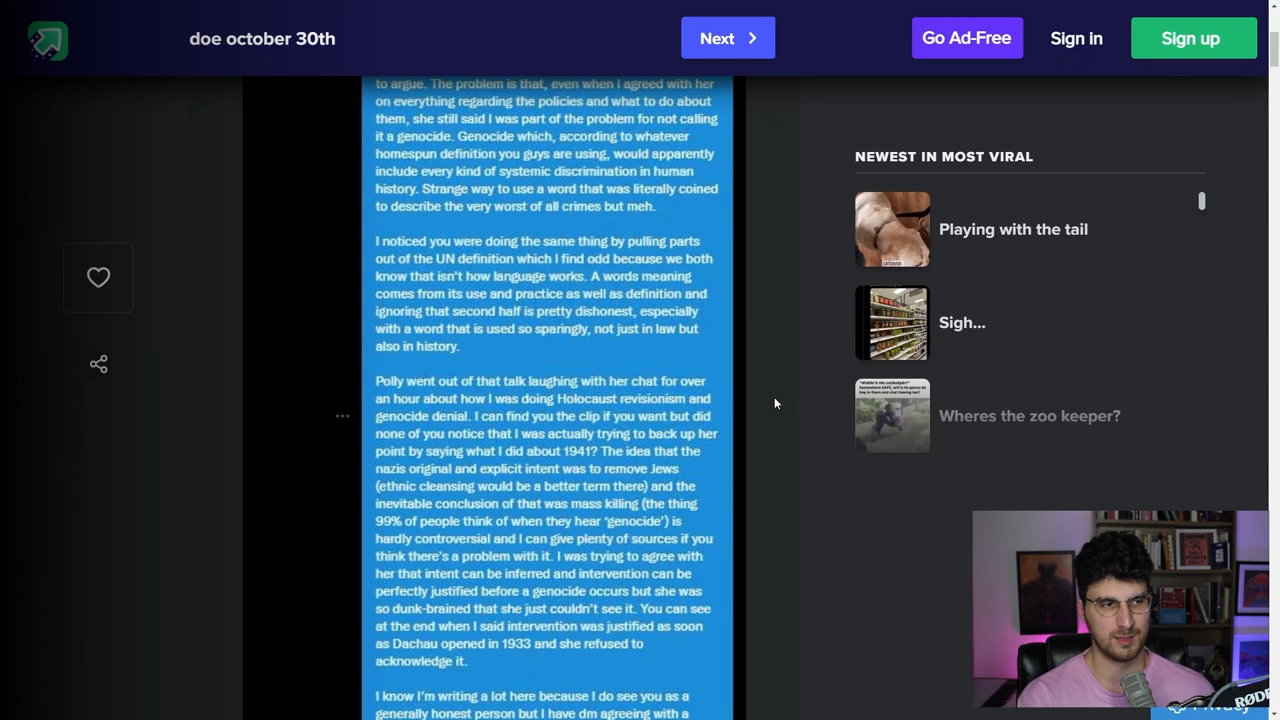 doe october 30th
Next
Go Ad-Free
Sign in
Sign up
to argue. The problem is that, even when I agreed with her
on everything regarding the policies and what to do about
them, she still said I was part of the problem for not calling
it a genocide. Genocide which, according to whatever
homespun definition you guys are using, would apparently
include every kind of systemic discrimination in human
history. Strange way to use a word that was literally coined
to describe the very worst of all crimes but meh.
I noticed you were doing the same thing by pulling parts
out of the UN definition which I find odd because we both
know that isn't how language works. A words meaning
comes from its use and practice as well as definition and
ignoring that second half is pretty dishonest, especially
with a word that is used so sparingly, not just in law but
also in history.
Polly went out of that talk laughing with her chat for over
an hour about how I was doing Holocaust revisionism and
genocide denial. I can find you the clip if you want but did
none of you notice that I was actually trying to back up her
point by saying what I did about 1941? The idea that the
nazis original and explicit intent was to remove Jews
(ethnic cleansing would be a better term there) and the
inevitable conclusion of that was mass killing (the thing
99% of people think of when they hear 'genocide') is
hardly controversial and I can give plenty of sources if you
think there's a problem with it. I was trying to agree with
her that intent can be inferred and intervention can be
perfectly justified before a genocide occurs but she was
so dunk-brained that she just couldn't see it. You can see
at the end when I said intervention was justified as soon
as Dachau opened in 1933 and she refused to
acknowledge it.
I know I'm writing a lot here because I do see you as a
generally honest person but I have dm agreeing with a
NEWEST IN MOST VIRAL
Playing with the tail
Sigh...
Wheres the zoo keeper?
RØDE